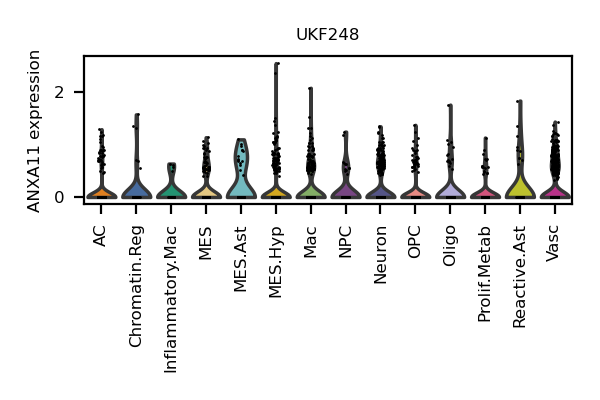 UKF248
ANXA11 expression
2
0
AC
Chromatin.Reg
Inflammatory.Mac
MES
MES.Ast
MES.Hyp
Mac
NPC
Neuron
OPC
Oligo
Prolif.Metab
Reactive.Ast
Vasc